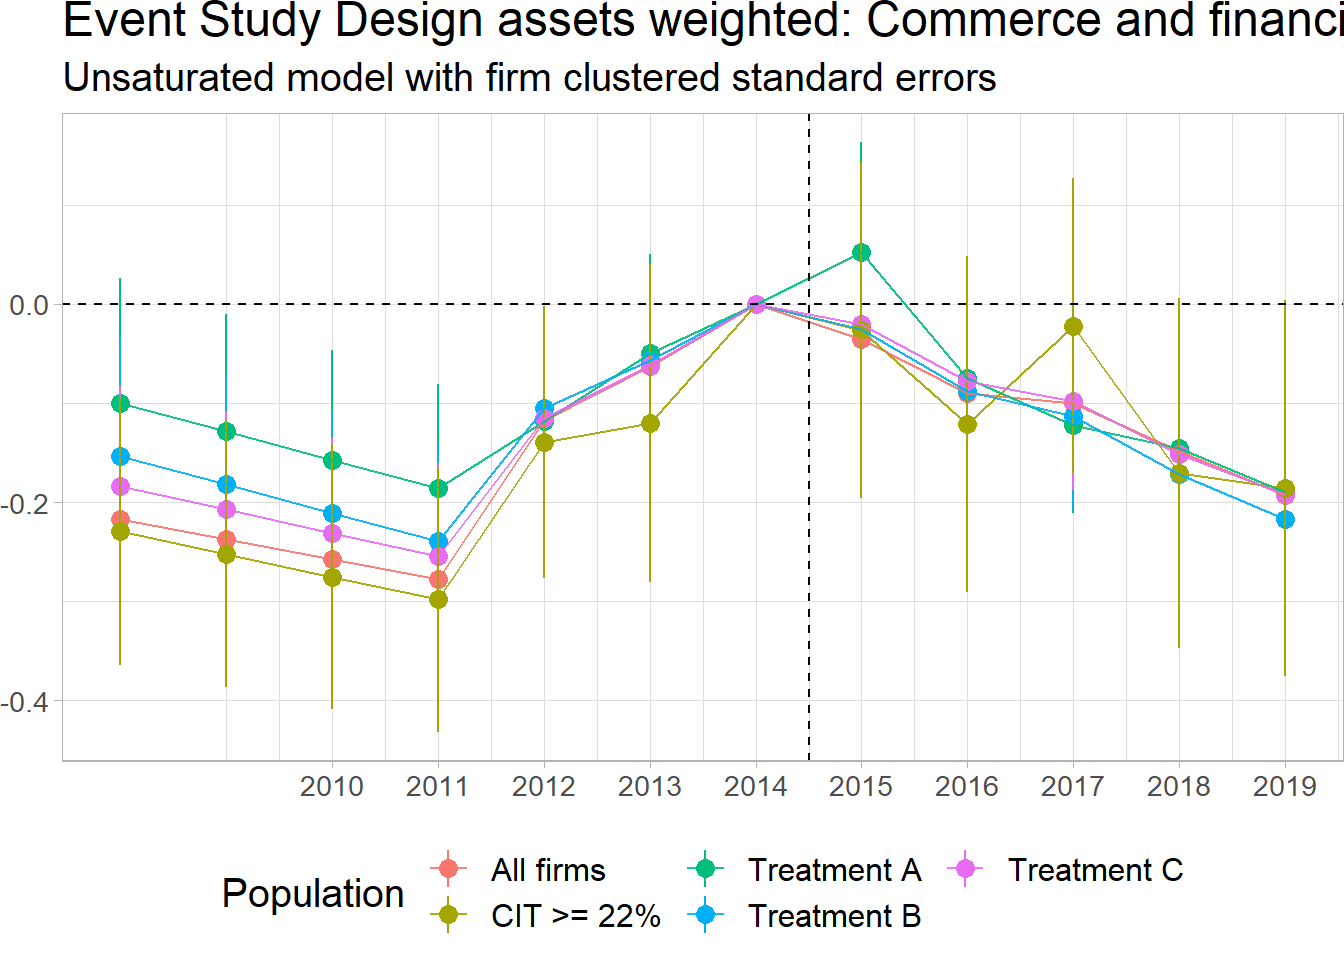 Event Study Design assets weighted: Commerce and financi
Unsaturated model with firm clustered standard errors
0.0
-0.2
-0.4
2010 2011 2012 2013 2014 2015 2016 2017 2018 2019
Population
All firms Treatment A Treatment C
CIT >= 22% Treatment B